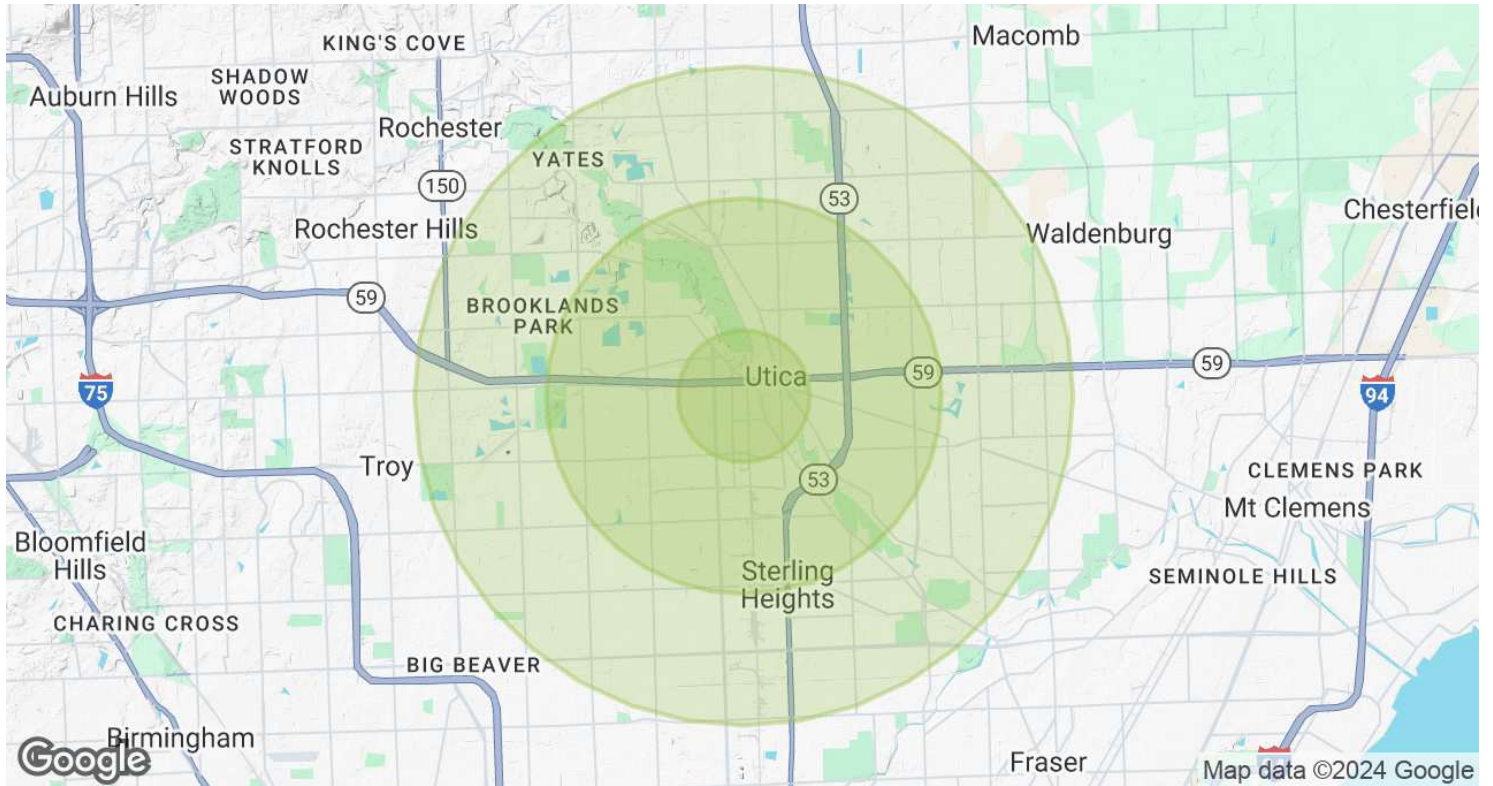 KING'S COVE
Macomb
SHADOW
WOODS
Auburn Hills
Rochester
STRATFORD
KNOLLS
YATES
150
53
Chesterfiel
Rochester Hills
Waldenburg
59
BROOKLANDS
PARK
Utica
59
59
75
94
Troy
53
CLEMENS PARK
Mt Clemens
Bloomfield
Hills
Sterling
Heights
SEMINOLE HILLS
CHARING CROSS
BIG BEAVER
Birmingham
Fraser
Google
Map data ©2024 Google